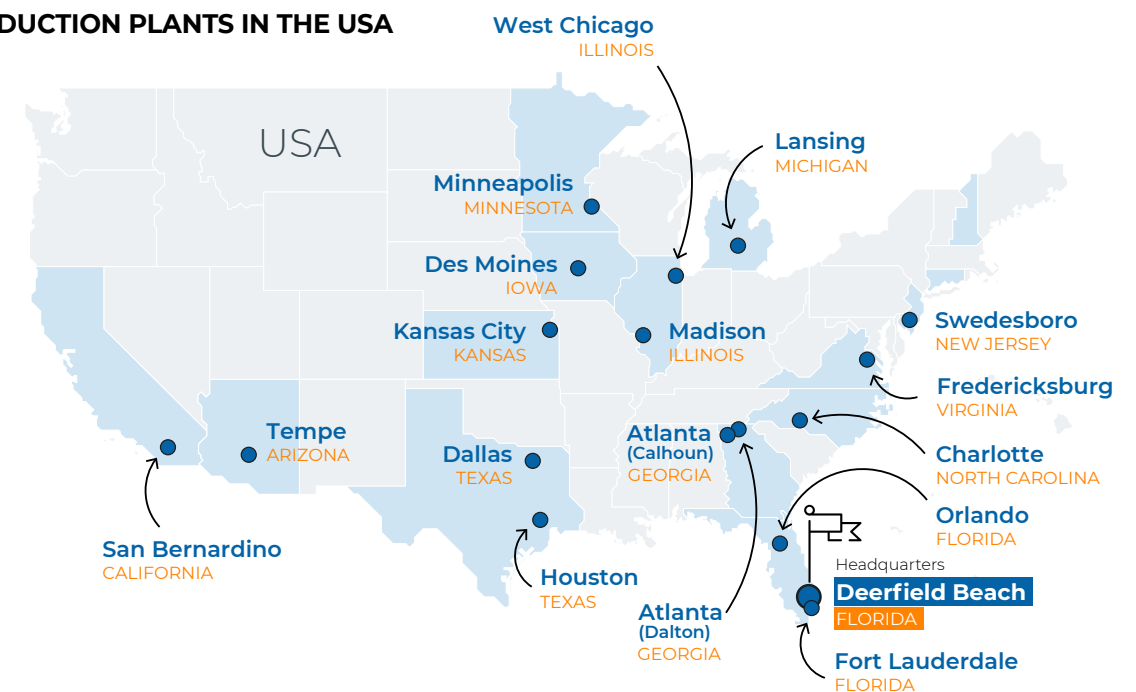 DUCTION PLANTS IN THE USA
West Chicago
ILLINOIS
USA
Lansing
MICHIGAN
Minneapolis
MINNESOTA
Des Moines
IOWA
Kansas City
KANSAS
Madison
ILLINOIS
Swedesboro
NEW JERSEY
Fredericksburg
VIRGINIA
Tempe
ARIZONA
Dallas
TEXAS
Atlanta
(Calhoun)
GEORGIA
Charlotte
NORTH CAROLINA
Orlando
FLORIDA
San Bernardino
CALIFORNIA
Houston
TEXAS
Headquarters
Deerfield Beach
FLORIDA
Atlanta
(Dalton)
GEORGIA
Fort Lauderdale
FLORIDA